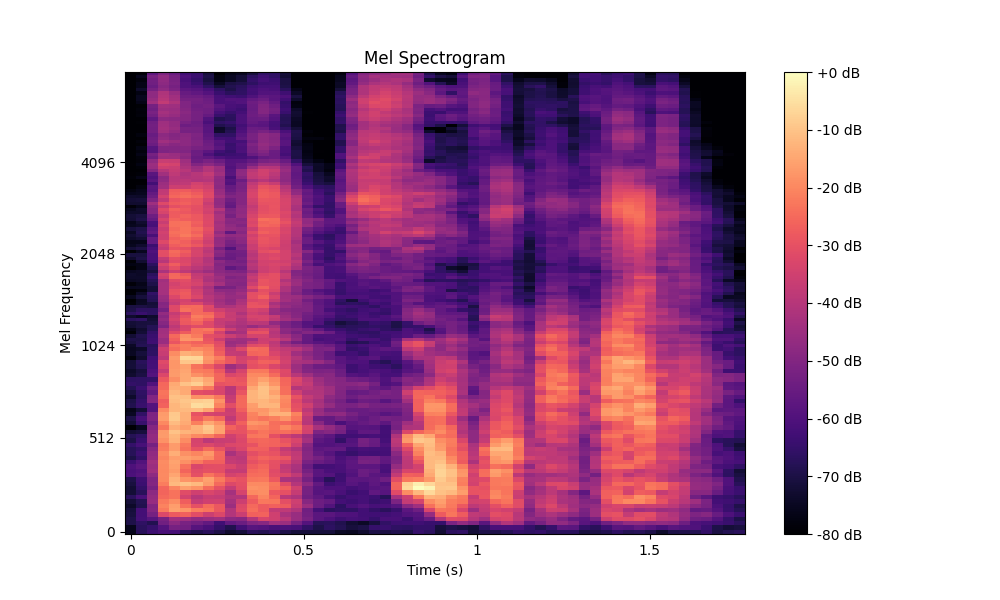 Mel Spectrogram
+0 dB
-10 dB
4096
-20 dB
-30 dB
2048
Mel Frequency
-40 dB
1024
-50 dB
-60 dB
512
-70 dB
0
-80 dB
0 0.5 1 1.5
Time (s)